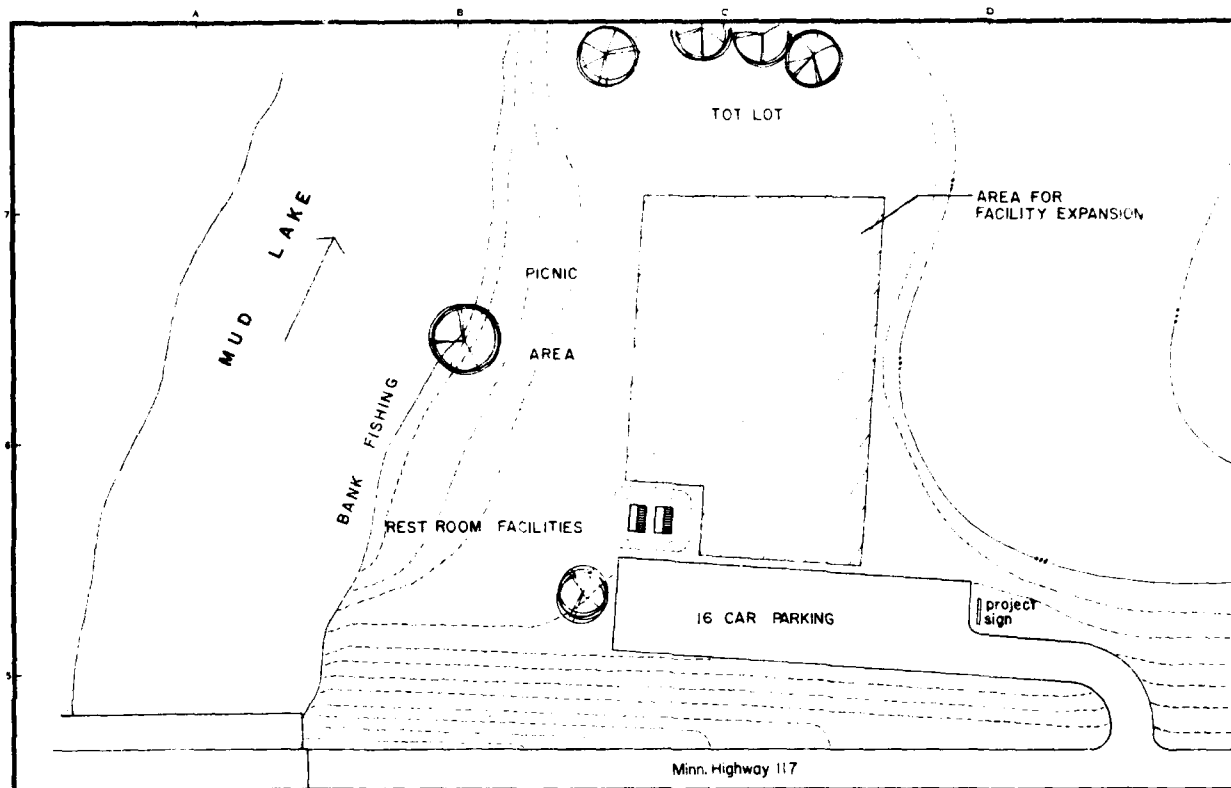 A B C D
TOT LOT
AREA FOR
FACILITY EXPANSION
7
MUD LAKE
PICNIC
AREA
BANK FISHING
6
REST ROOM FACILITIES
16 CAR PARKING
project
sign
5
Minn. Highway 117